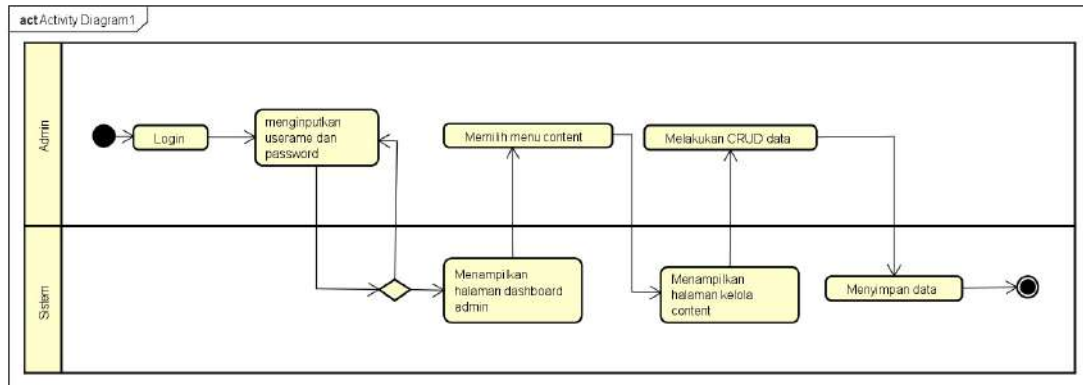 act Activity Diagram1
Admin
Login
menginputkan
username dan
password
Memilih menu content
Melakukan CRUD data
Sistem
Menampilkan
halaman dashboard
admin
Menampilkan
halaman kelola
content
Menyimpan data